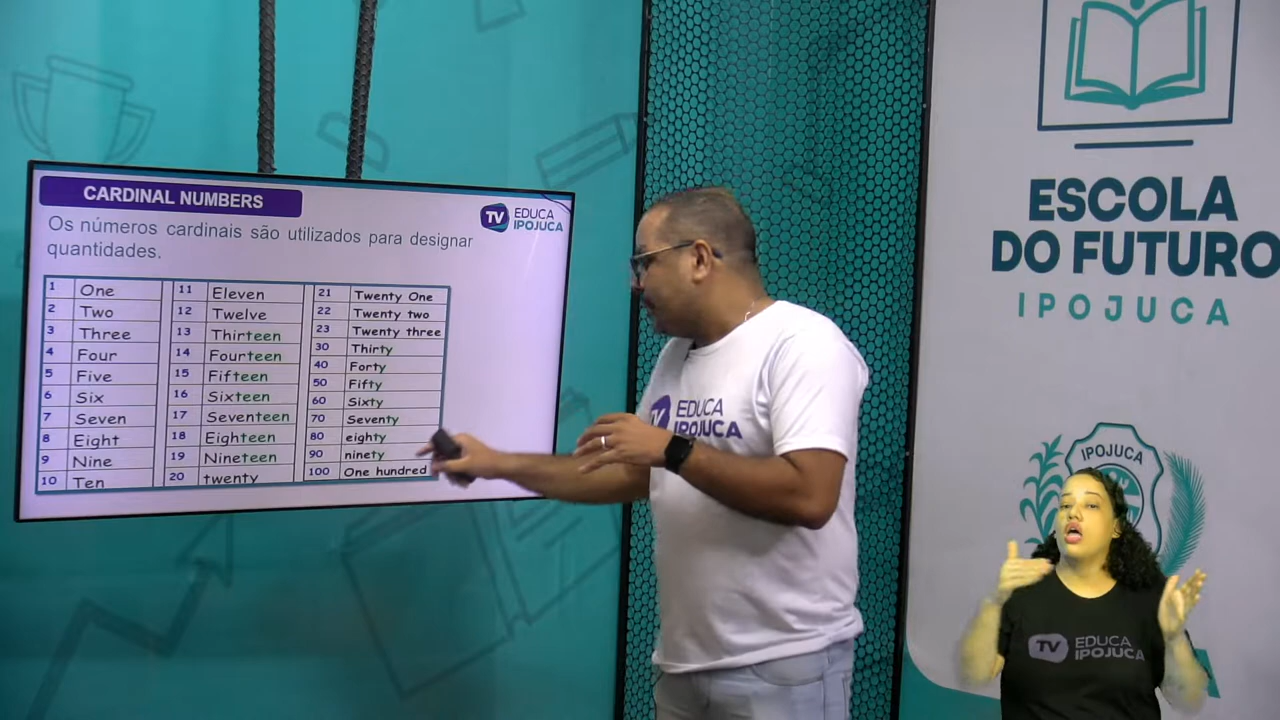 CARDINAL NUMBERS
TV EDUCA
IPOJUCA
Os números cardinais são utilizados para designar
quantidades.
1 One 11 Eleven 21 Twenty One
2 Two 12 Twelve 22 Twenty two
3 Three 13 Thirteen 23 Twenty three
4 Four 14 Fourteen 30 Thirty
5 Five 15 Fifteen 40 Forty
6 Six 16 Sixteen 50 Fifty
7 Seven 17 Seventeen 60 Sixty
8 Eight 18 Eighteen 70 Seventy
9 Nine 19 Nineteen 80 eighty
10 Ten 20 twenty 90 ninety
100 One hundred
TV EDUCA
IPOJUCA
ESCOLA
DO FUTURO
IPOJUCA
IPOJUCA
TV EDUCA
IPOJUCA